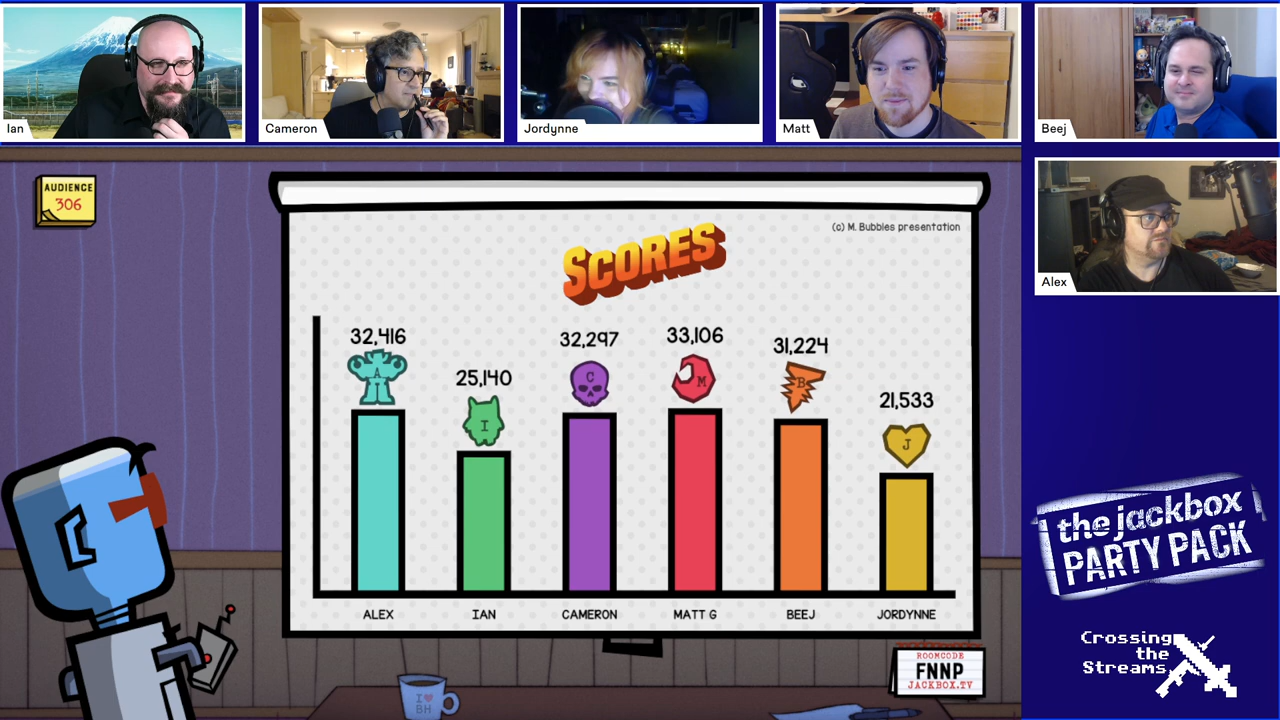 Ian
Cameron
Jordynne
Matt
Beej
Alex
AUDIENCE
306
(c) M. Bubbles presentation
SCORES
32,416
25,140
32,297
33,106
31,224
21,533
A
I
C
M
B
J
ALEX
IAN
CAMERON
MATT G
BEEJ
JORDYNNE
the jackbox
PARTY PACK
Crossing
the
Streams
ROOMCODE
FNNP
JACKBOX.TV
I ♥
BH